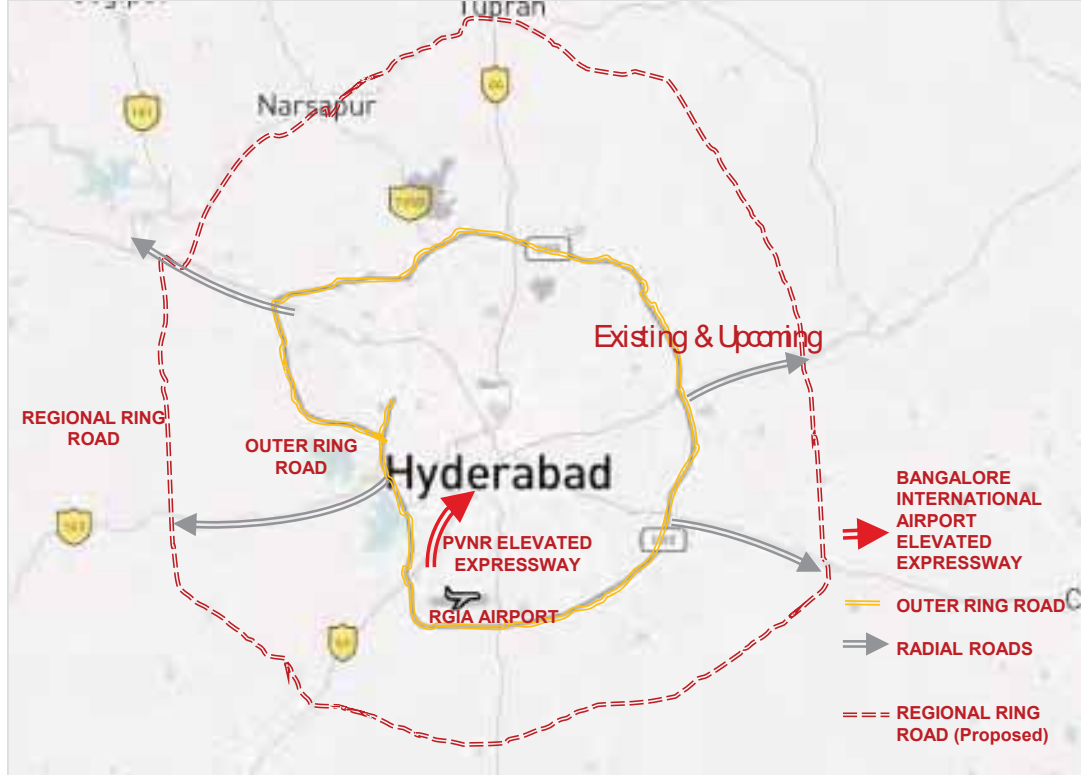 Tupran
Narsapur
161
Existing & Upcoming
REGIONAL RING
ROAD
OUTER RING
ROAD
Hyderabad
PVNR ELEVATED
EXPRESSWAY
RGIA AIRPORT
BANGALORE
INTERNATIONAL
AIRPORT
ELEVATED
EXPRESSWAY
OUTER RING ROAD
RADIAL ROADS
REGIONAL RING
ROAD (Proposed)